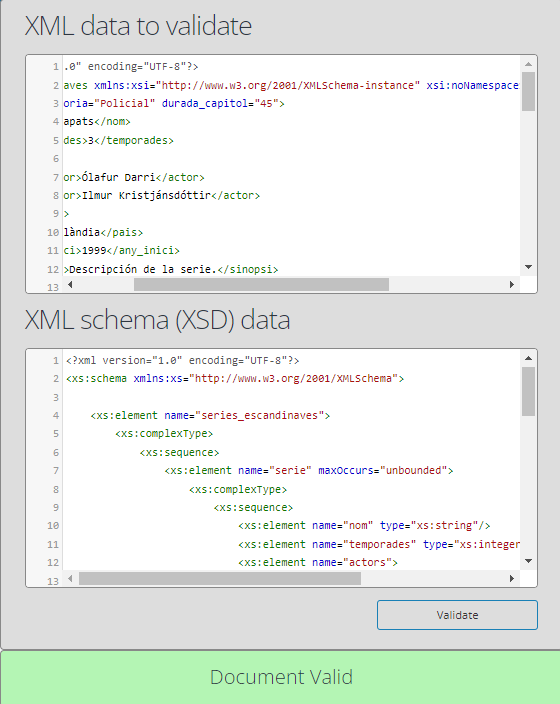 XML data to validate
1 .0" encoding="UTF-8"?>
2 aves xmlns:xsi="http://www.w3.org/2001/XMLSchema-instance" xsi:noNamespace
3 oria="Policial" durada_capitol="45">
4 apats</nom>
5 des>3</temporades>
6
7 or>Ólafur Darri</actor>
8 or>Ilmur Kristjánsdóttir</actor>
9 >
10 làndia</pais>
11 ci>1999</any_inici>
12 >Descripción de la serie.</sinopsi>
13
XML schema (XSD) data
1 <?xml version="1.0" encoding="UTF-8"?>
2 <xs:schema xmlns:xs="http://www.w3.org/2001/XMLSchema">
3
4 <xs:element name="series_escandinaves">
5 <xs:complexType>
6 <xs:sequence>
7 <xs:element name="serie" maxOccurs="unbounded">
8 <xs:complexType>
9 <xs:sequence>
10 <xs:element name="nom" type="xs:string"/>
11 <xs:element name="temporades" type="xs:integer
12 <xs:element name="actors">
13
Validate
Document Valid